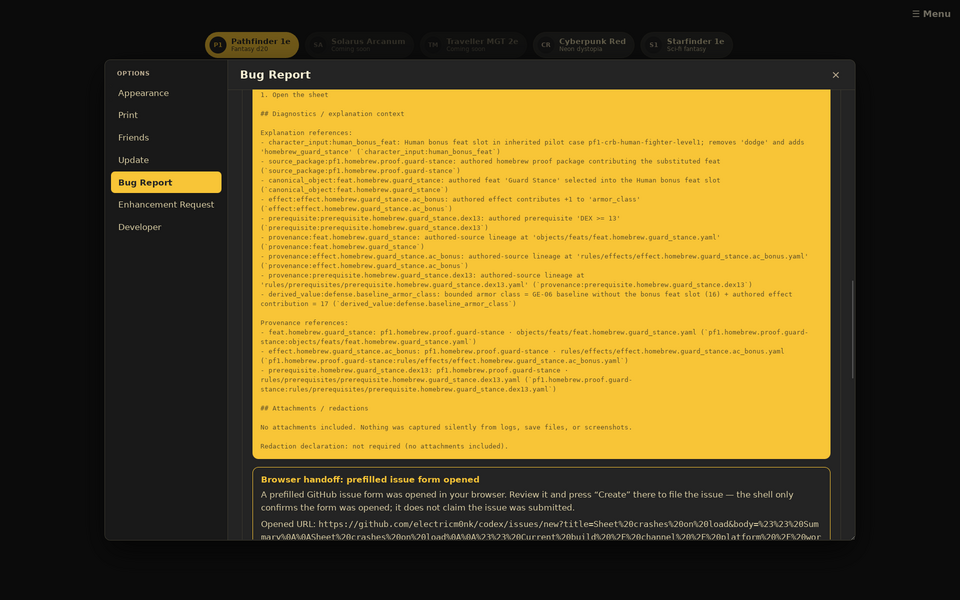 ☰ Menu
P1 Pathfinder 1e
Fantasy d20
SA Solarus Arcanum
Coming soon
TM Traveller MGT 2e
Coming soon
CR Cyberpunk Red
Neon dystopia
S1 Starfinder 1e
Sci-fi fantasy
OPTIONS
Appearance
Print
Friends
Update
Bug Report
Enhancement Request
Developer
Bug Report
×
1. Open the sheet
## Diagnostics / explanation context
Explanation references:
- character_input:human_bonus_feat: Human bonus feat slot in inherited pilot case pf1-crb-human-fighter-level1; removes 'dodge' and adds
'homebrew_guard_stance' (`character_input:human_bonus_feat`)
- source_package:pf1.homebrew.proof.guard-stance: authored homebrew proof package contributing the substituted feat
(`source_package:pf1.homebrew.proof.guard-stance`)
- canonical_object:feat.homebrew.guard_stance: authored feat 'Guard Stance' selected into the Human bonus feat slot
(`canonical_object:feat.homebrew.guard_stance`)
- effect:effect.homebrew.guard_stance.ac_bonus: authored effect contributes +1 to 'armor_class'
(`effect:effect.homebrew.guard_stance.ac_bonus`)
- prerequisite:prerequisite.homebrew.guard_stance.dex13: authored prerequisite 'DEX >= 13'
(`prerequisite:prerequisite.homebrew.guard_stance.dex13`)
- provenance:feat.homebrew.guard_stance: authored-source lineage at 'objects/feats/feat.homebrew.guard_stance.yaml'
(`provenance:feat.homebrew.guard_stance`)
- provenance:effect.homebrew.guard_stance.ac_bonus: authored-source lineage at 'rules/effects/effect.homebrew.guard_stance.ac_bonus.yaml'
(`provenance:effect.homebrew.guard_stance.ac_bonus`)
- provenance:prerequisite.homebrew.guard_stance.dex13: authored-source lineage at
'rules/prerequisites/prerequisite.homebrew.guard_stance.dex13.yaml' (`provenance:prerequisite.homebrew.guard_stance.dex13`)
- derived_value:defense.baseline_armor_class: bounded armor class = GE-06 baseline without the bonus feat slot (16) + authored effect
contribution = 17 (`derived_value:defense.baseline_armor_class`)
Provenance references:
- feat.homebrew.guard_stance: pf1.homebrew.proof.guard-stance · objects/feats/feat.homebrew.guard_stance.yaml (`pf1.homebrew.proof.guard-
stance:objects/feats/feat.homebrew.guard_stance.yaml`)
- effect.homebrew.guard_stance.ac_bonus: pf1.homebrew.proof.guard-stance · rules/effects/effect.homebrew.guard_stance.ac_bonus.yaml
(`pf1.homebrew.proof.guard-stance:rules/effects/effect.homebrew.guard_stance.ac_bonus.yaml`)
- prerequisite.homebrew.guard_stance.dex13: pf1.homebrew.proof.guard-stance ·
rules/prerequisites/prerequisite.homebrew.guard_stance.dex13.yaml (`pf1.homebrew.proof.guard-
stance:rules/prerequisites/prerequisite.homebrew.guard_stance.dex13.yaml`)
## Attachments / redactions
No attachments included. Nothing was captured silently from logs, save files, or screenshots.
Redaction declaration: not required (no attachments included).
Browser handoff: prefilled issue form opened
A prefilled GitHub issue form was opened in your browser. Review it and press “Create” there to file the issue — the shell only
confirms the form was opened; it does not claim the issue was submitted.
Opened URL: https://github.com/electricm0nk/codex/issues/new?title=Sheet%20crashes%20on%20load&body=%23%23%20Sum
mary%0A%0ASheet%20crashes%20on%20load%0A%0A%23%23%20Current%20build%20%2F%20channel%20%2F%20platform%20%2F%20wor